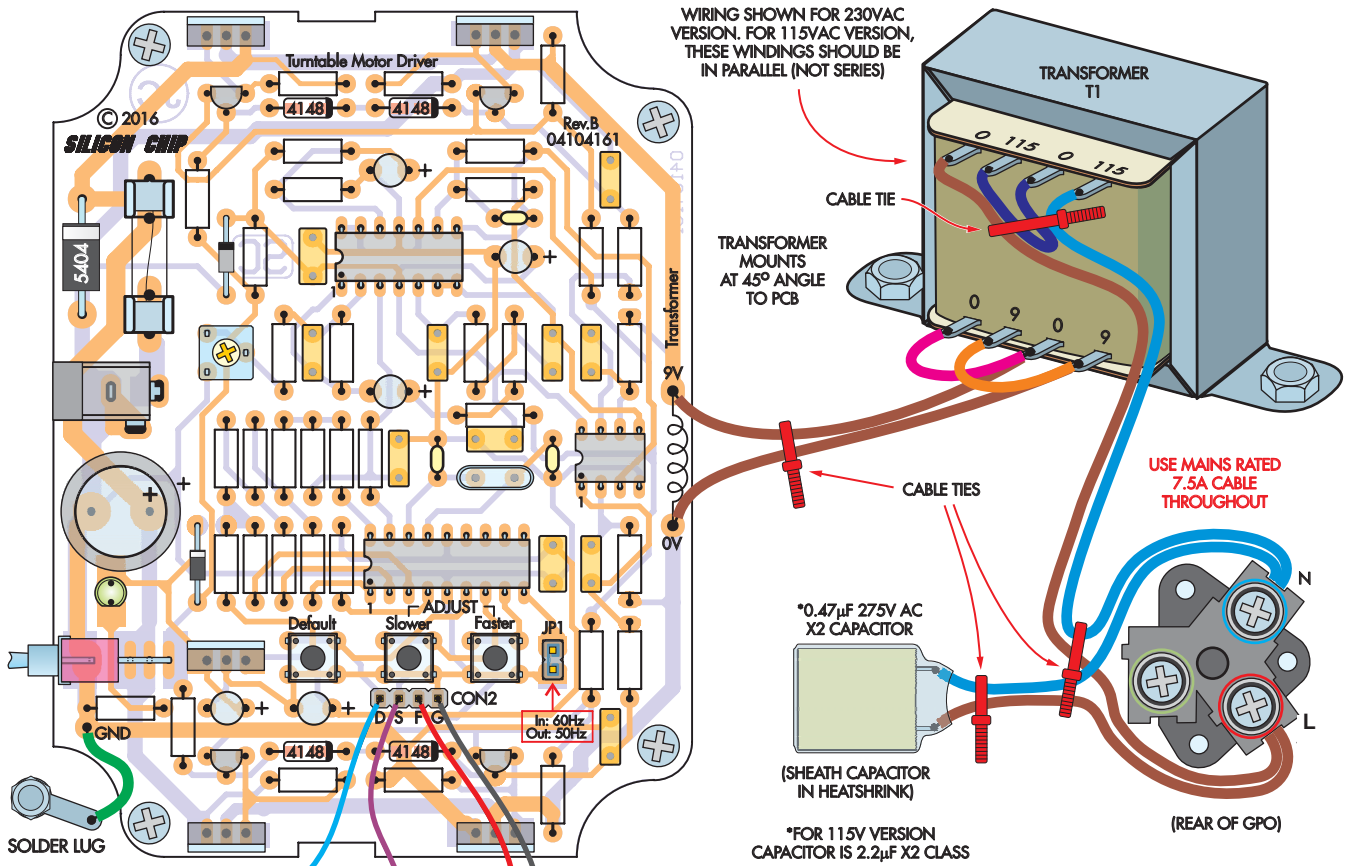 WIRING SHOWN FOR 230VAC
VERSION. FOR 115VAC VERSION,
THESE WINDINGS SHOULD BE
IN PARALLEL (NOT SERIES)
TRANSFORMER
T1
0 115 0 115
CABLE TIE
TRANSFORMER
MOUNTS
AT 45º ANGLE
TO PCB
0 9 0 9
Turntable Motor Driver
4148 4148
© 2016
SILICON CHIP
Rev.B
04104161
+
5404
+
1
Transformer
9V
+
+
+
1
0V
1
ADJUST
Default Slower Faster JP1
+ +
CON2
D S F G
In: 60Hz
Out: 50Hz
GND
4148 4148
SOLDER LUG
CABLE TIES
USE MAINS RATED
7.5A CABLE
THROUGHOUT
*0.47µF 275V AC
X2 CAPACITOR
N
L
(SHEATH CAPACITOR
IN HEATSHRINK)
(REAR OF GPO)
*FOR 115V VERSION
CAPACITOR IS 2.2µF X2 CLASS